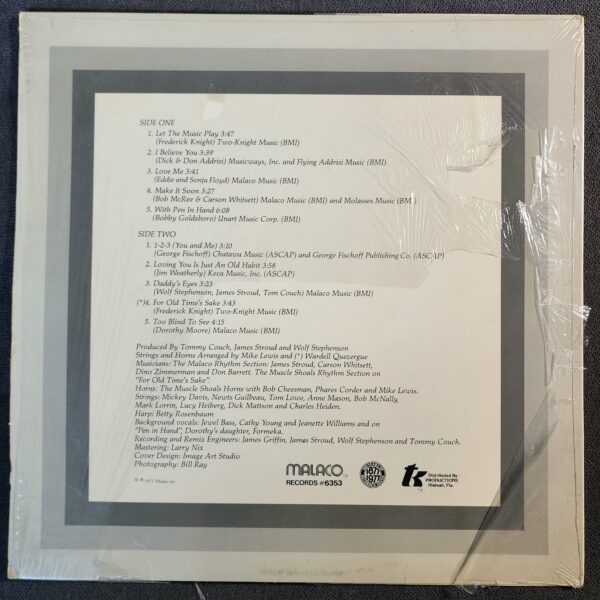 SIDE ONE
1. Let The Music Play 3:47
(Frederick Knight) Two-Knight Music (BMI)
2. I Believe You 3:39
(Dick & Don Addrisi) Musicways, Inc. and Flying Addrisi Music (BMI)
3. Love Me 3:41
(Eddie and Sonja Floyd) Malaco Music (BMI)
4. Make It Soon 3:27
(Bob McRee & Carson Whitsett) Malaco Music (BMI) and Molasses Music (BMI)
5. With Pen In Hand 6:08
(Bobby Goldsboro) Unart Music Corp. (BMI)
SIDE TWO
1. 1-2-3 (You and Me) 3:10
(George Fischoff) Chatawa Music (ASCAP) and George Fischoff Publishing Co. (ASCAP)
2. Loving You Is Just An Old Habit 3:58
(Jim Weatherly) Keca Music, Inc. (ASCAP)
3. Daddy's Eyes 3:23
(Wolf Stephenson, James Stroud, Tom Couch) Malaco Music (BMI)
(*)4. For Old Time's Sake 3:43
(Frederick Knight) Two-Knight Music (BMI)
5. Too Blind To See 4:15
(Dorothy Moore) Malaco Music (BMI)
Produced By Tommy Couch, James Stroud and Wolf Stephenson
Strings and Horns Arranged by Mike Lewis and (*) Wardell Quezergue
Musicians: The Malaco Rhythm Section: James Stroud, Carson Whitsett,
Dino Zimmerman and Don Barrett. The Muscle Shoals Rhythm Section on
"For Old Time's Sake".
Horns: The Muscle Shoals Horns with Bob Cheesman, Phares Corder and Mike Lewis.
Strings: Mickey Davis, Newts Guilbeau, Tom Lowe, Anne Mason, Bob McNally,
Mark Lorrin, Lucy Heiberg, Dick Mattson and Charles Heiden.
Harp: Betty Rosenbaum
Background vocals: Jewel Bass, Cathy Young and Jeanette Williams and on
"Pen in Hand", Dorothy's daughter, Formeka.
Recording and Remix Engineers: James Griffin, James Stroud, Wolf Stephenson and Tommy Couch.
Mastering: Larry Nix
Cover Design: Image Art Studio
Photography: Bill Ray
© ℗ 1977, Malaco Inc.
MALACO
RECORDS #6353
1877
1977
tk
Distributed By
PRODUCTIONS
Hialeah, Fla.